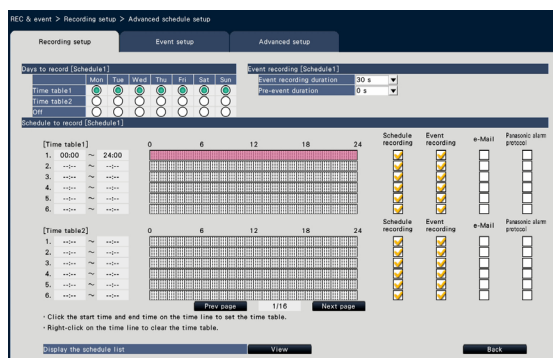 REC & event > Recording setup > Advanced schedule setup
Recording setup Event setup Advanced setup
Days to record [Schedule1] Event recording [Schedule1]
Mon Tue Wed Thu Fri Sat Sun Event recording duration 30 s
Time table1 Pre-event duration 0 s
Time table2
Off
Schedule to record [Schedule1]
Schedule recording Event recording e-Mail Panasonic alarm protocol
[Time table1] 0 6 12 18 24
1. 00:00 ~ 24:00
2. --:-- ~ --:--
3. --:-- ~ --:--
4. --:-- ~ --:--
5. --:-- ~ --:--
6. --:-- ~ --:--
Schedule recording Event recording e-Mail Panasonic alarm protocol
[Time table2] 0 6 12 18 24
1. --:-- ~ --:--
2. --:-- ~ --:--
3. --:-- ~ --:--
4. --:-- ~ --:--
5. --:-- ~ --:--
6. --:-- ~ --:--
Prev page 1/16 Next page
・Click the start time and end time on the time line to set the time table.
・Right-click on the time line to clear the time table.
Display the schedule list View Back